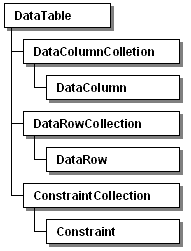 DataTable
DataColumnColletion
DataColumn
DataRowCollection
DataRow
ConstraintCollection
Constraint